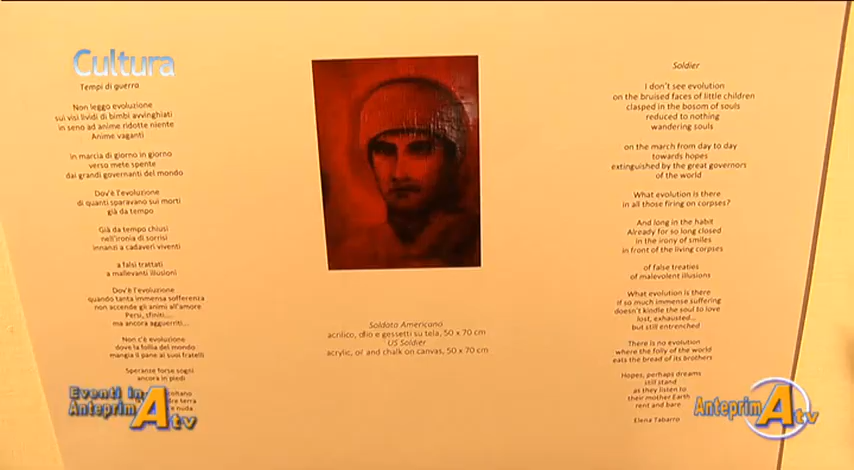 Cultura
Tempi di guerra
Non leggo evoluzione
sui visi lividi di bimbi avvinghiati
in seno ad anime ridotte niente
Anime vaganti
in marcia di giorno in giorno
verso mete spente
dai grandi governanti del mondo
Dov'è l'evoluzione
di quanti sparavano sui morti
già da tempo
Già da tempo chiusi
nell'ironia di sorrisi
innanzi a cadaveri viventi
a falsi trattati
a malevanti illusioni
Dov'è l'evoluzione
quando tanta immensa sofferenza
non accende gli animi all'amore
Persi, sfiniti....
ma ancora agguerriti...
Non c'è evoluzione
dove la follia del mondo
mangia il pane ai suoi fratelli
Speranze forse sogni
ancora in piedi
Soldato Americano
acrilico, olio e gessetti su tela, 50 x 70 cm
US Soldier
acrylic, oil and chalk on canvas, 50 x 70 cm
Soldier
I don't see evolution
on the bruised faces of little children
clasped in the bosom of souls
reduced to nothing
wandering souls
on the march from day to day
towards hopes
extinguished by the great governors
of the world
What evolution is there
in all those firing on corpses?
And long in the habit
Already for so long closed
in the irony of smiles
in front of the living corpses
of false treaties
of malevolent illusions
What evolution is there
if so much immense suffering
doesn't kindle the soul to love
lost, exhausted...
but still entrenched
There is no evolution
where the folly of the world
eats the bread of its brothers
Hopes, perhaps dreams
still stand
as they listen to
their mother Earth
rent and bare
Elena Tabarro
Eventi in
AnteprimA tv
AnteprimA tv